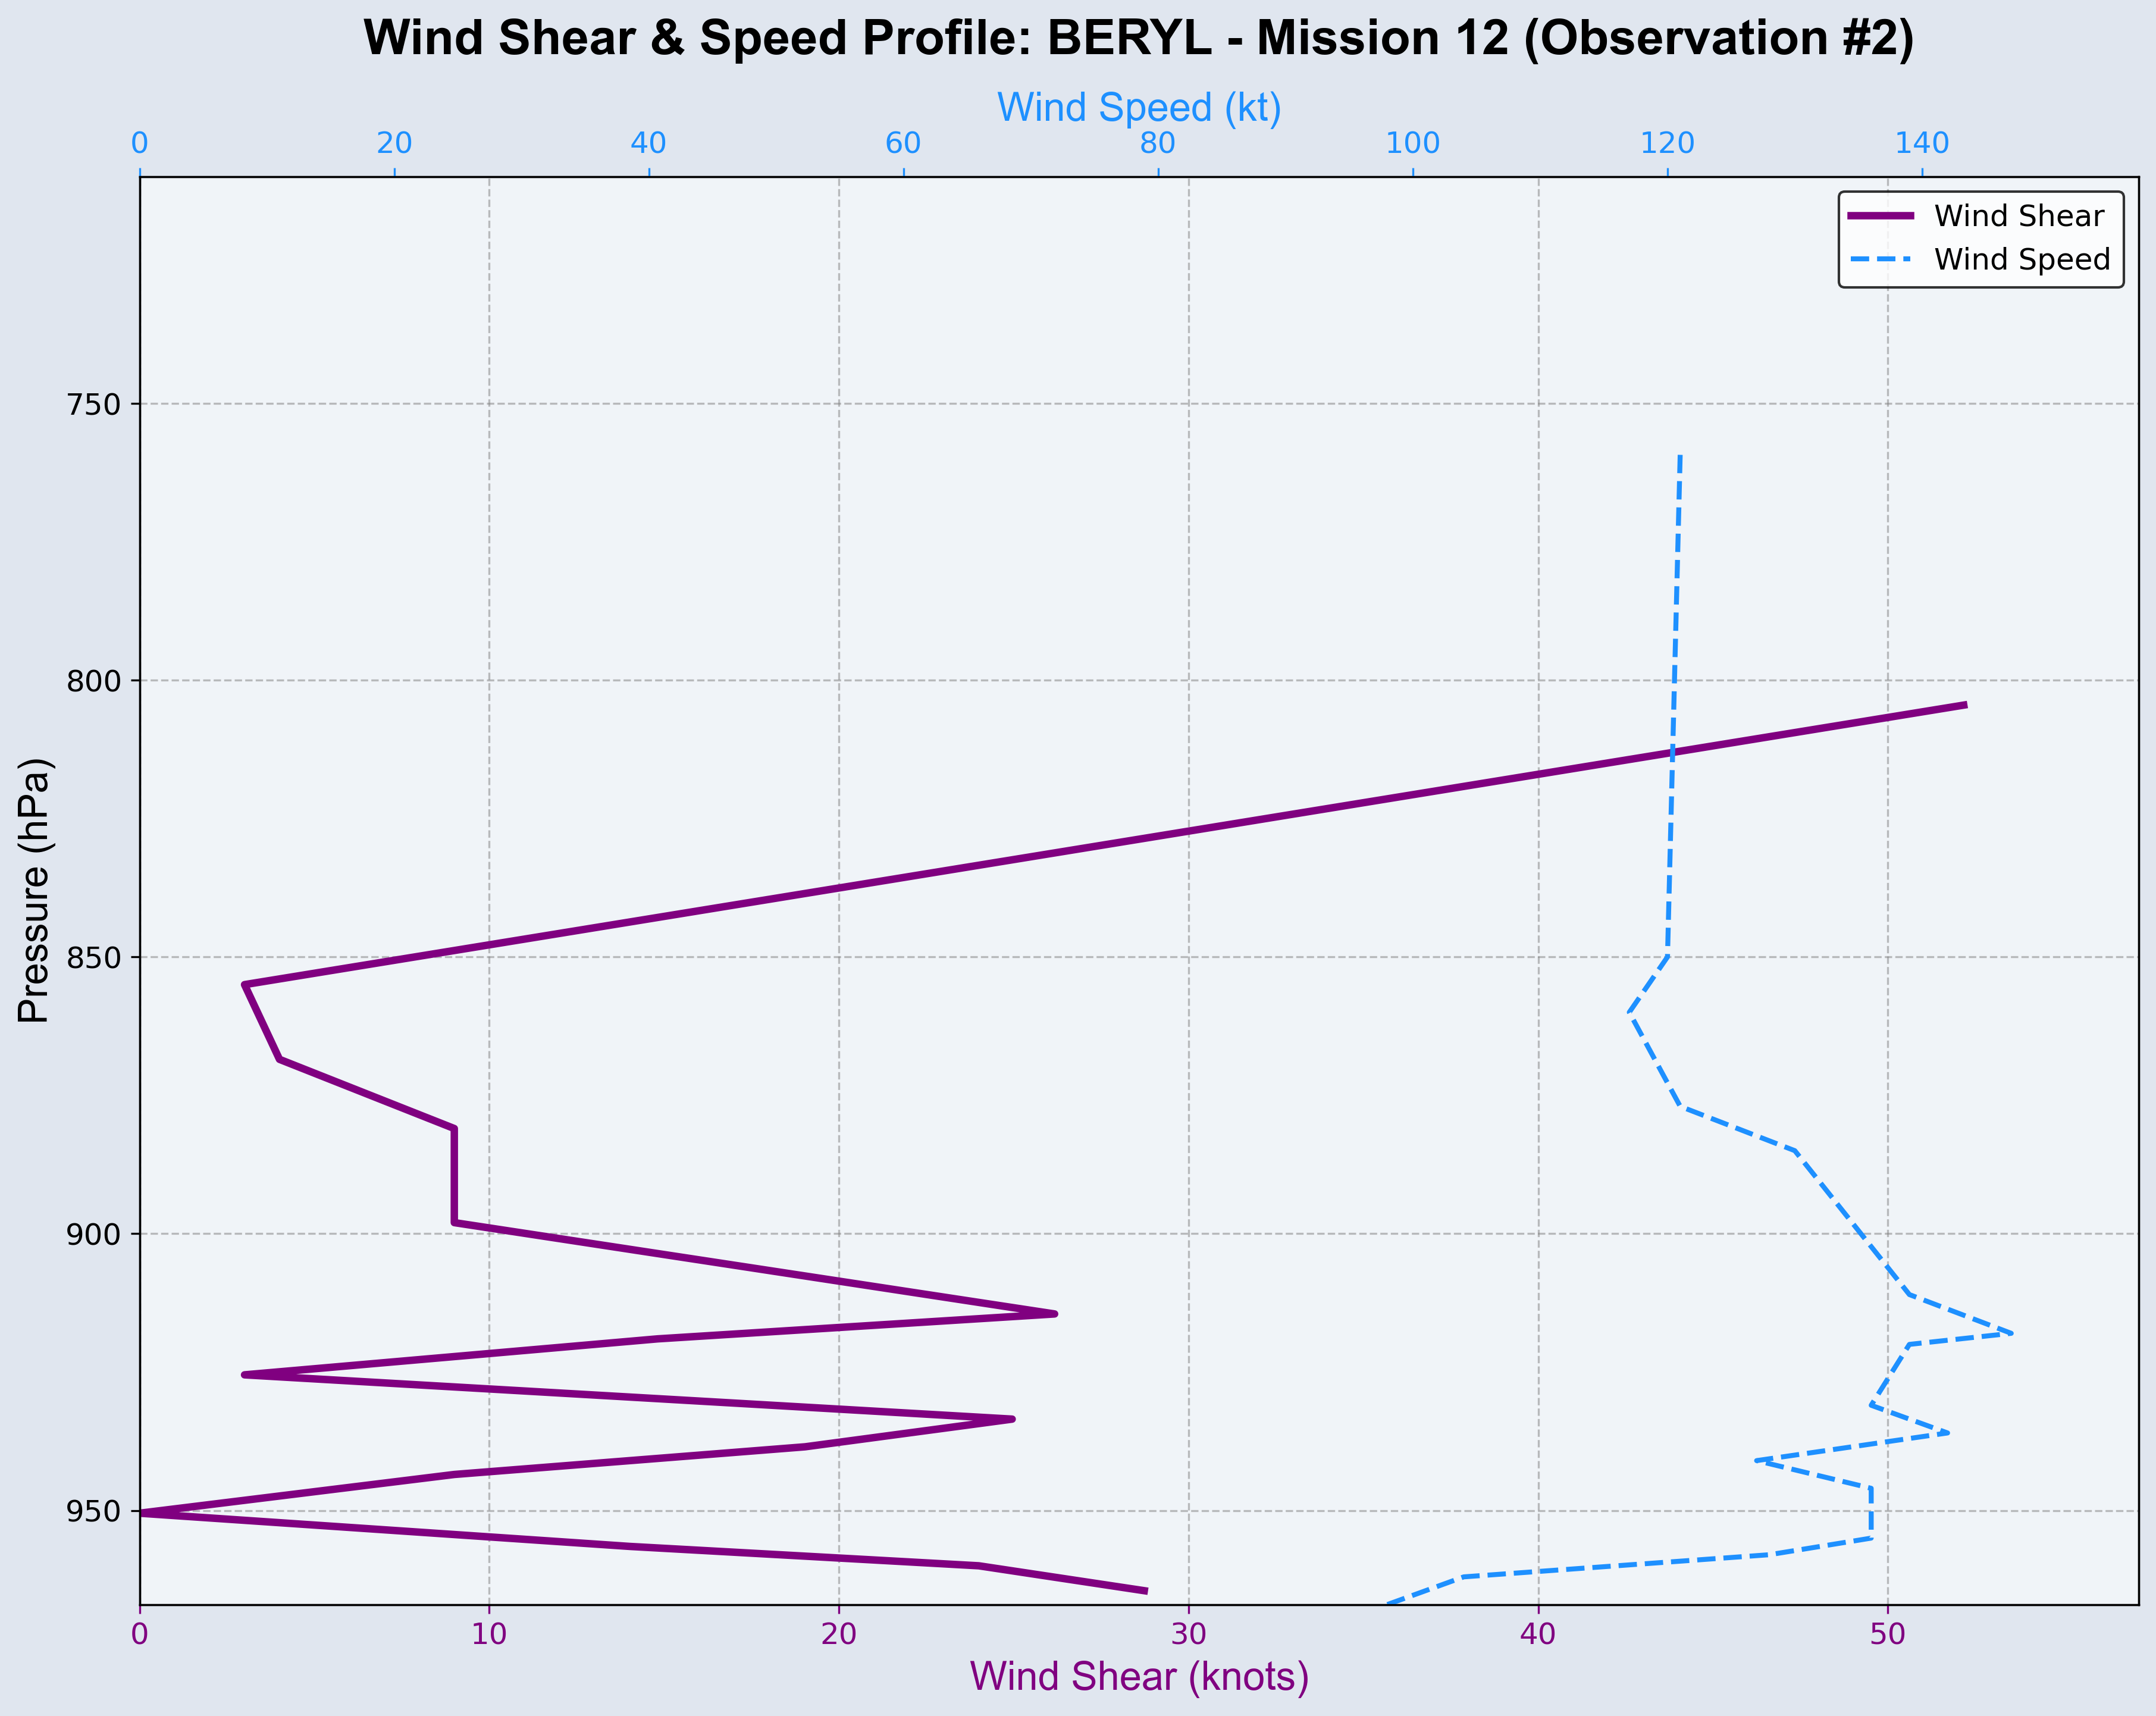 Wind Shear & Speed Profile: BERYL - Mission 12 (Observation #2)
Wind Speed (kt)
0 20 40 60 80 100 120 140
Wind Shear
Wind Speed
750
800
850
900
950
Pressure (hPa)
0 10 20 30 40 50
Wind Shear (knots)